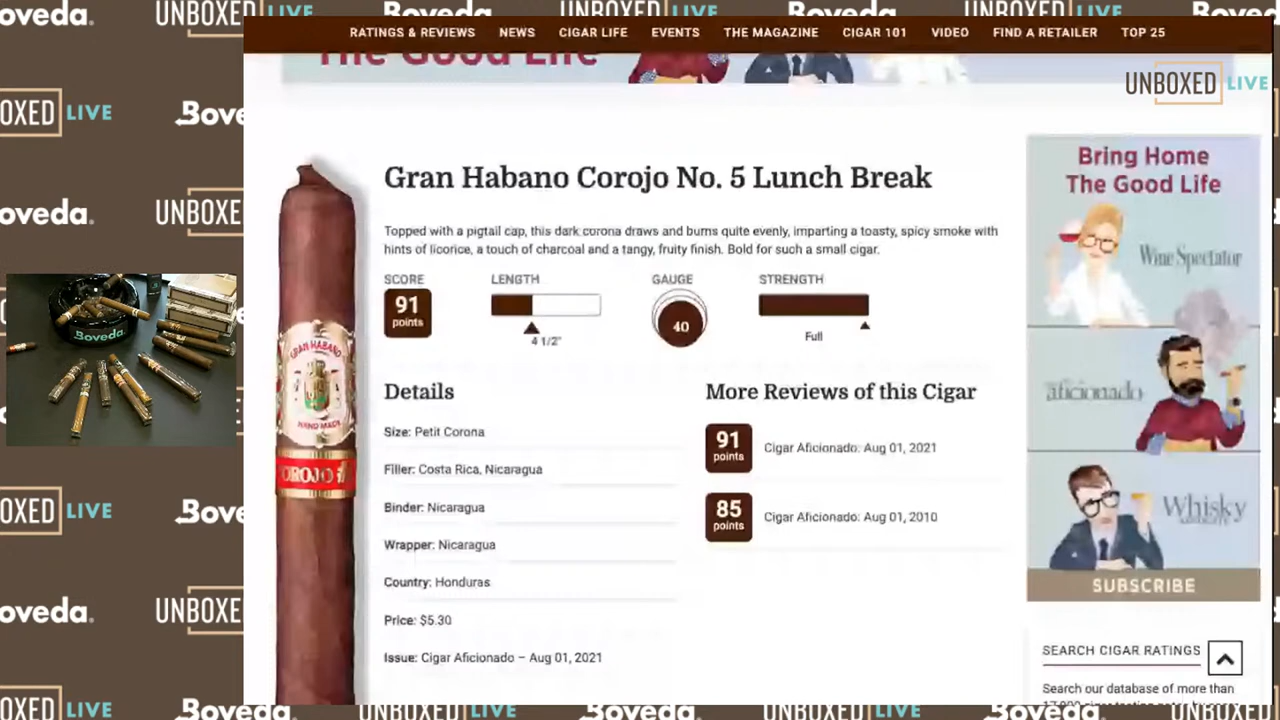 RATINGS & REVIEWS NEWS CIGAR LIFE EVENTS THE MAGAZINE CIGAR 101 VIDEO FIND A RETAILER TOP 25
The Good Life
UNBOXED LIVE
Gran Habano Corojo No. 5 Lunch Break
Topped with a pigtail cap, this dark corona draws and burns quite evenly, imparting a toasty, spicy smoke with
hints of licorice, a touch of charcoal and a tangy, fruity finish. Bold for such a small cigar.
SCORE
91
points
LENGTH
4 1/2"
GAUGE
40
STRENGTH
Full
Details
Size: Petit Corona
Filler: Costa Rica, Nicaragua
Binder: Nicaragua
Wrapper: Nicaragua
Country: Honduras
Price: $5.30
Issue: Cigar Aficionado – Aug 01, 2021
More Reviews of this Cigar
91
points
Cigar Aficionado: Aug 01, 2021
85
points
Cigar Aficionado: Aug 01, 2010
GRAN HABANO
HAND MADE
COROJO
Bring Home
The Good Life
Wine Spectator
aficionado
Whisky
ADVOCATE
SUBSCRIBE
SEARCH CIGAR RATINGS
Search our database of more than
Boveda
Boveda.
UNBOXED LIVE